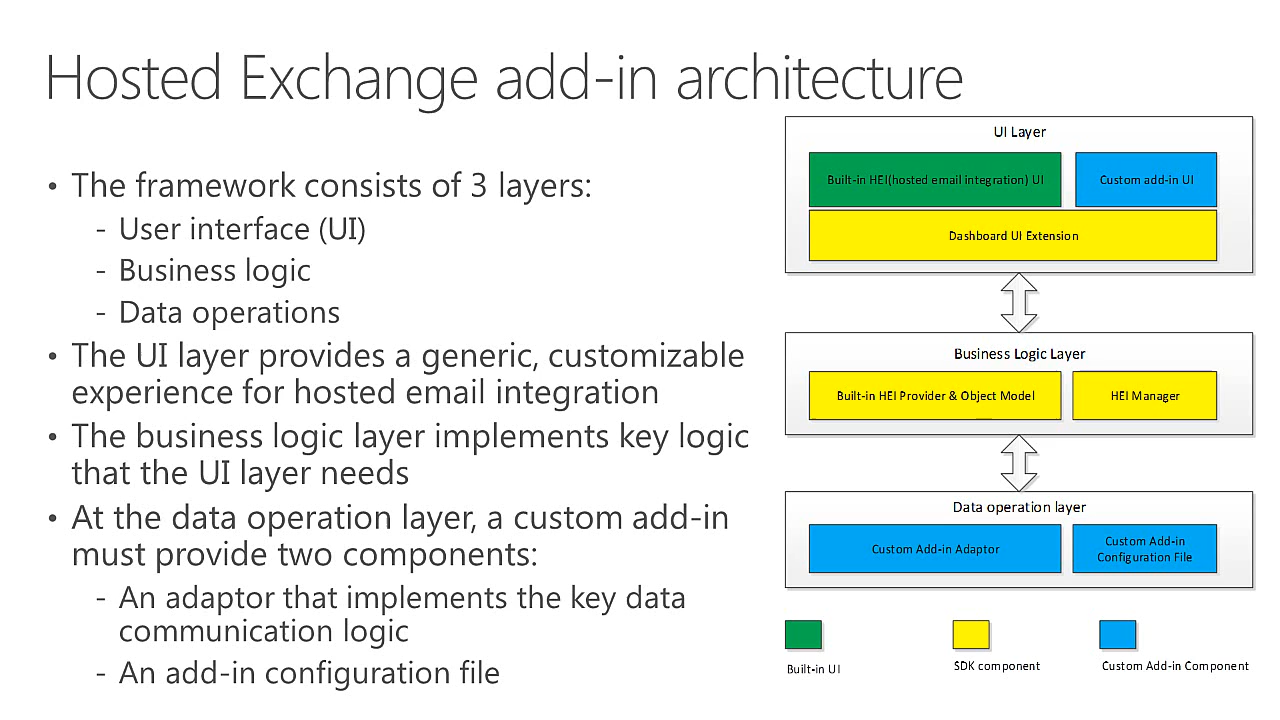 Hosted Exchange add-in architecture
• The framework consists of 3 layers:
- User interface (UI)
- Business logic
- Data operations
• The UI layer provides a generic, customizable
experience for hosted email integration
• The business logic layer implements key logic
that the UI layer needs
• At the data operation layer, a custom add-in
must provide two components:
- An adaptor that implements the key data
communication logic
- An add-in configuration file
UI Layer
Built-in HEI(hosted email integration) UI
Custom add-in UI
Dashboard UI Extension
Business Logic Layer
Built-in HEI Provider & Object Model
HEI Manager
Data operation layer
Custom Add-in Adaptor
Custom Add-in
Configuration File
Built-in UI
SDK component
Custom Add-in Component